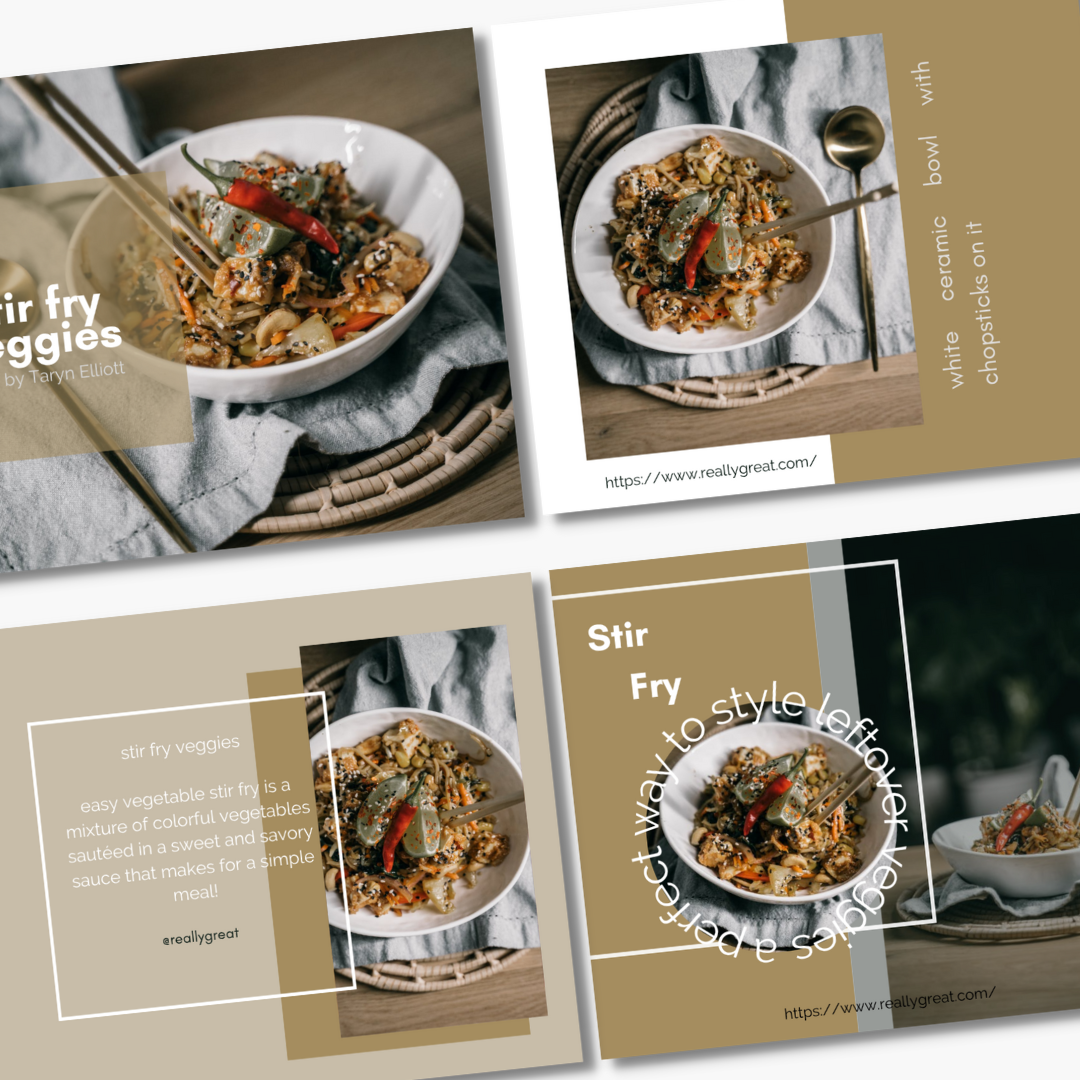 tir fry
eggies
by Taryn Elliott
white ceramic bowl with
chopsticks on it
https://www.reallygreat.com/
stir fry veggies
easy vegetable stir fry is a
mixture of colorful vegetables
sautéed in a sweet and savory
sauce that makes for a simple
meal!
@reallygreat
Stir
Fry
a perfect way to style leftover veggies
https://www.reallygreat.com/